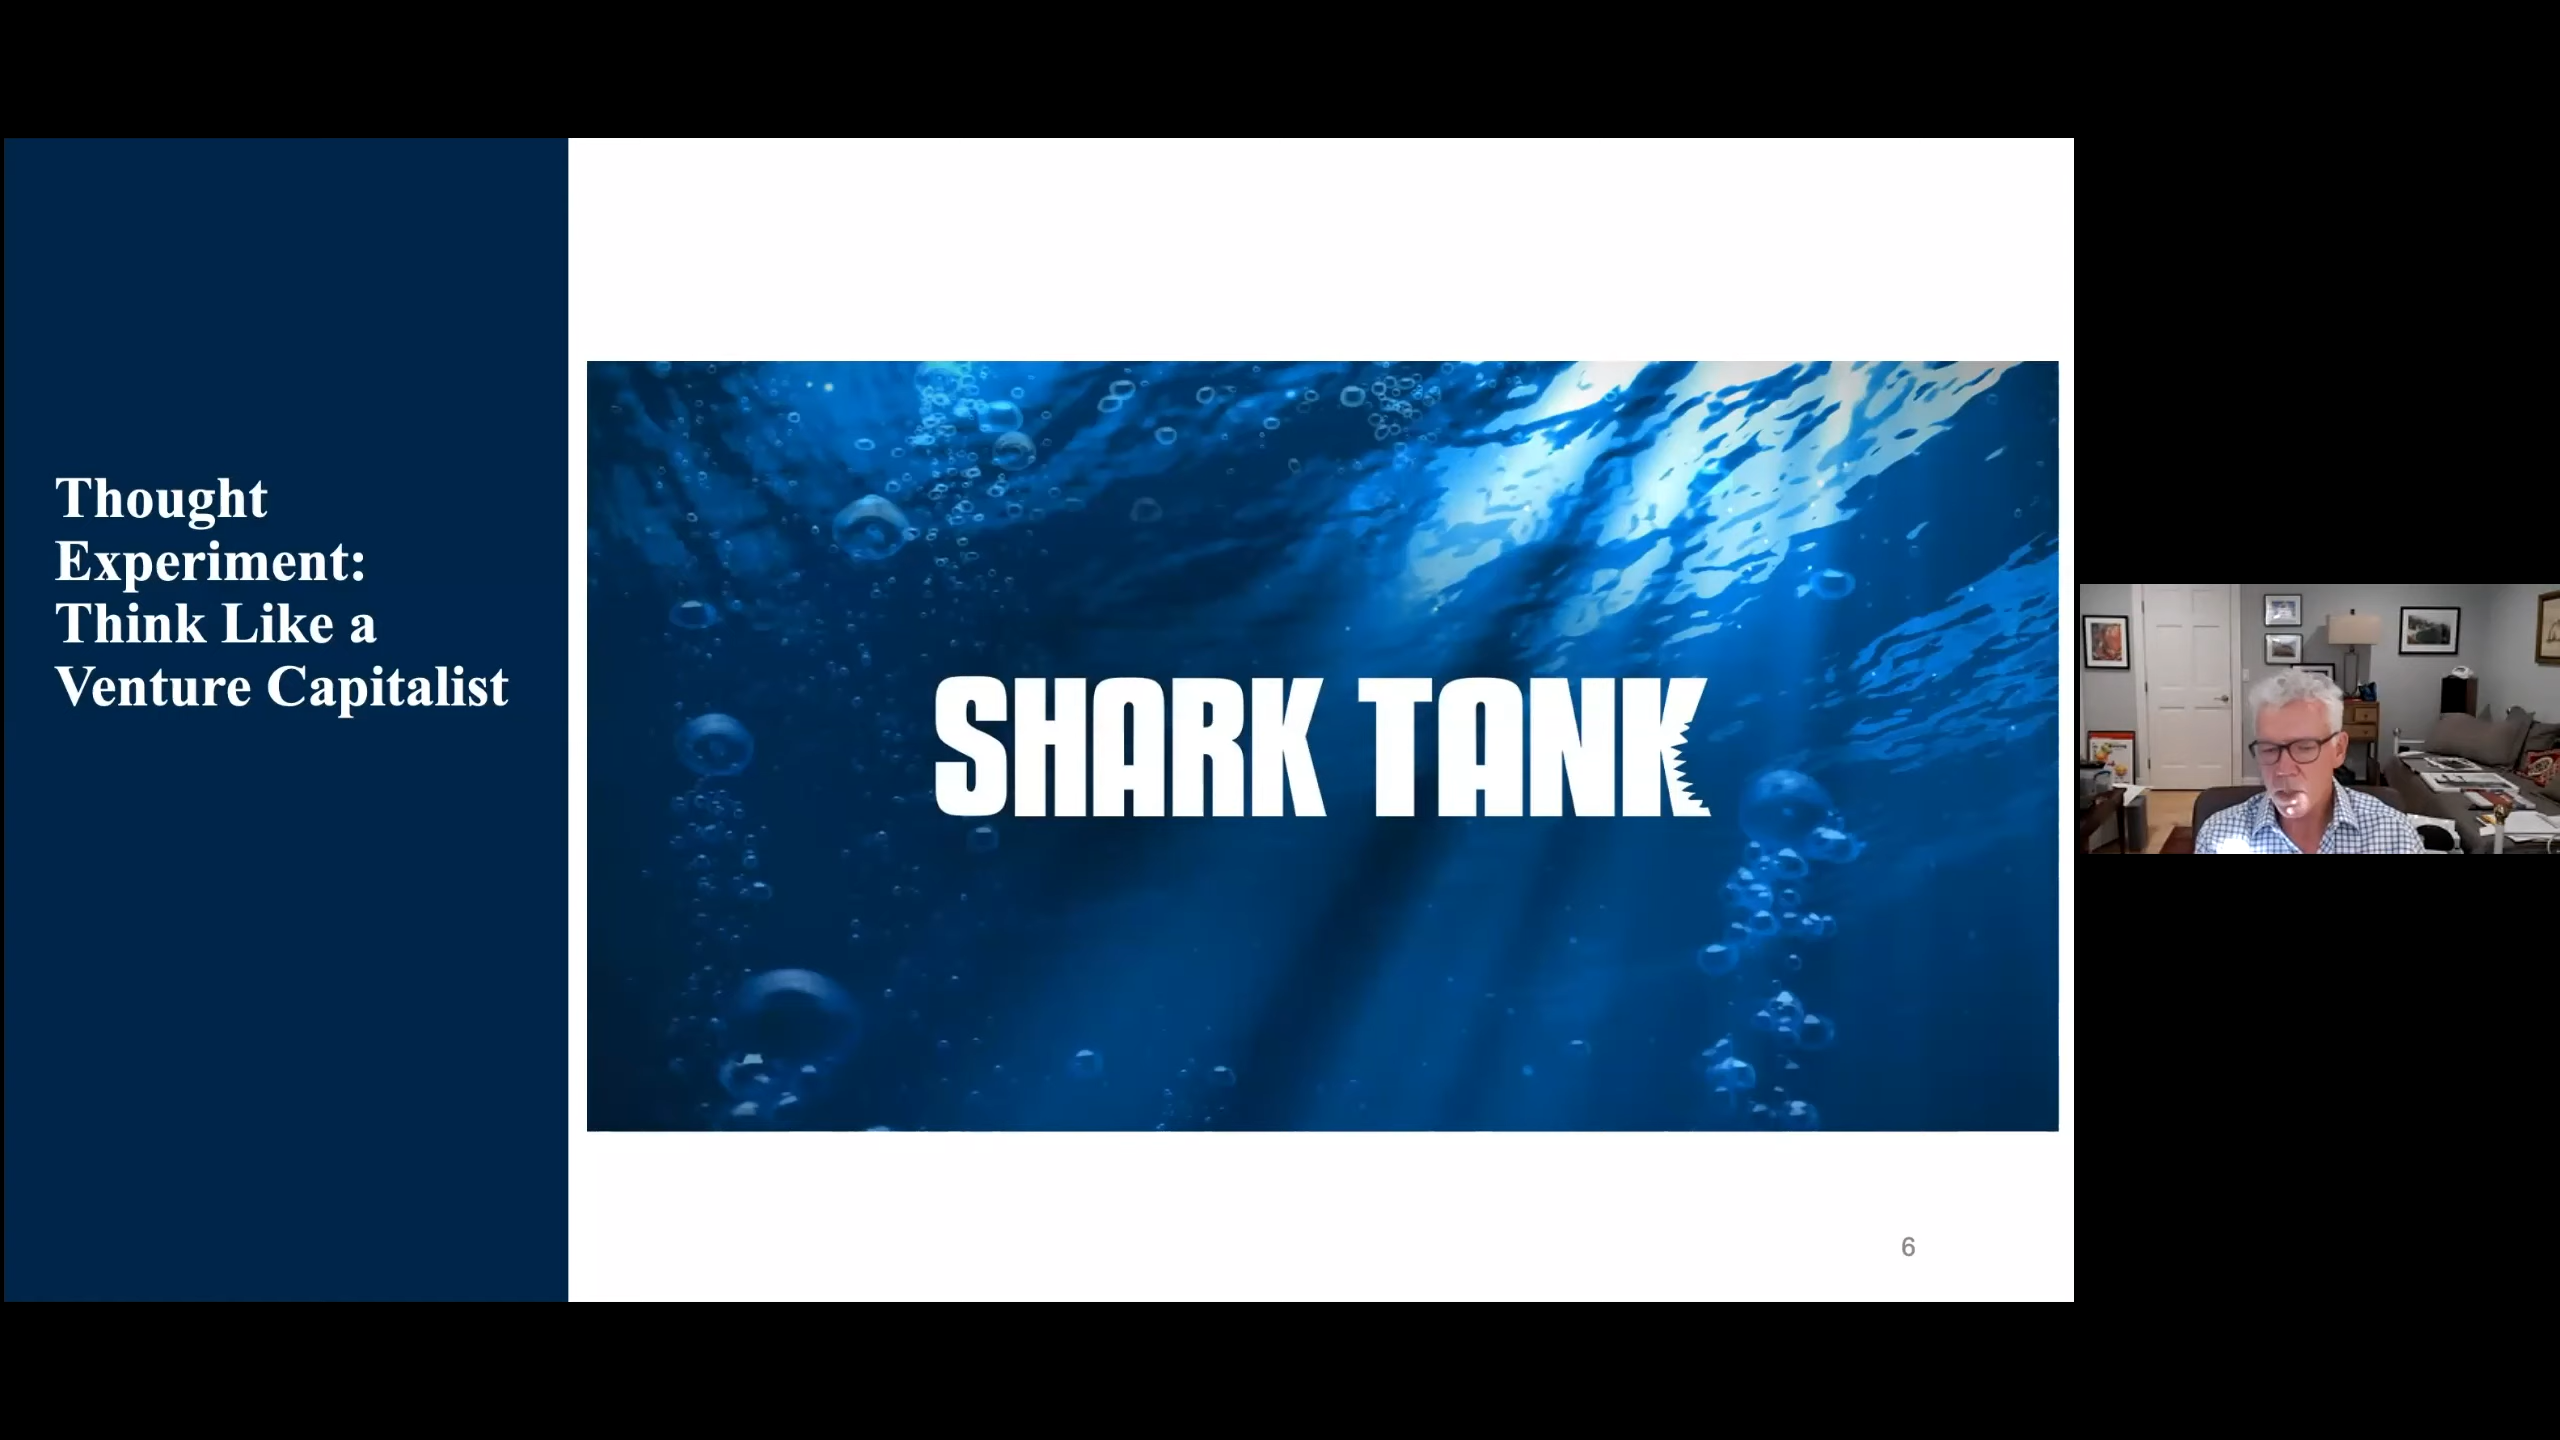 Thought
Experiment:
Think Like a
Venture Capitalist
SHARK TANK
6